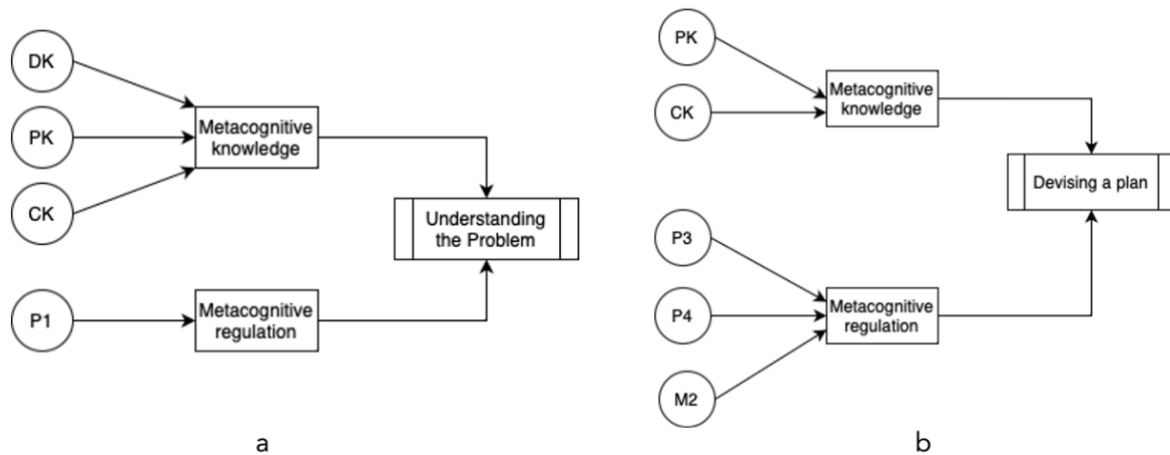 DK
PK
CK
P1
Metacognitive
knowledge
Metacognitive
regulation
Understanding
the Problem
a
PK
CK
P3
P4
M2
Metacognitive
knowledge
Metacognitive
regulation
Devising a plan
b